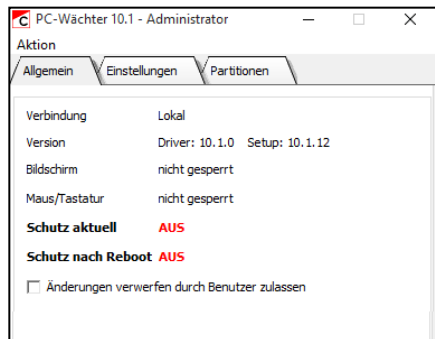 C PC-Wächter 10.1 - Administrator
Aktion
Allgemein Einstellungen Partitionen
Verbindung Lokal
Version Driver: 10.1.0 Setup: 10.1.12
Bildschirm nicht gesperrt
Maus/Tastatur nicht gesperrt
Schutz aktuell AUS
Schutz nach Reboot AUS
Änderungen verwerfen durch Benutzer zulassen